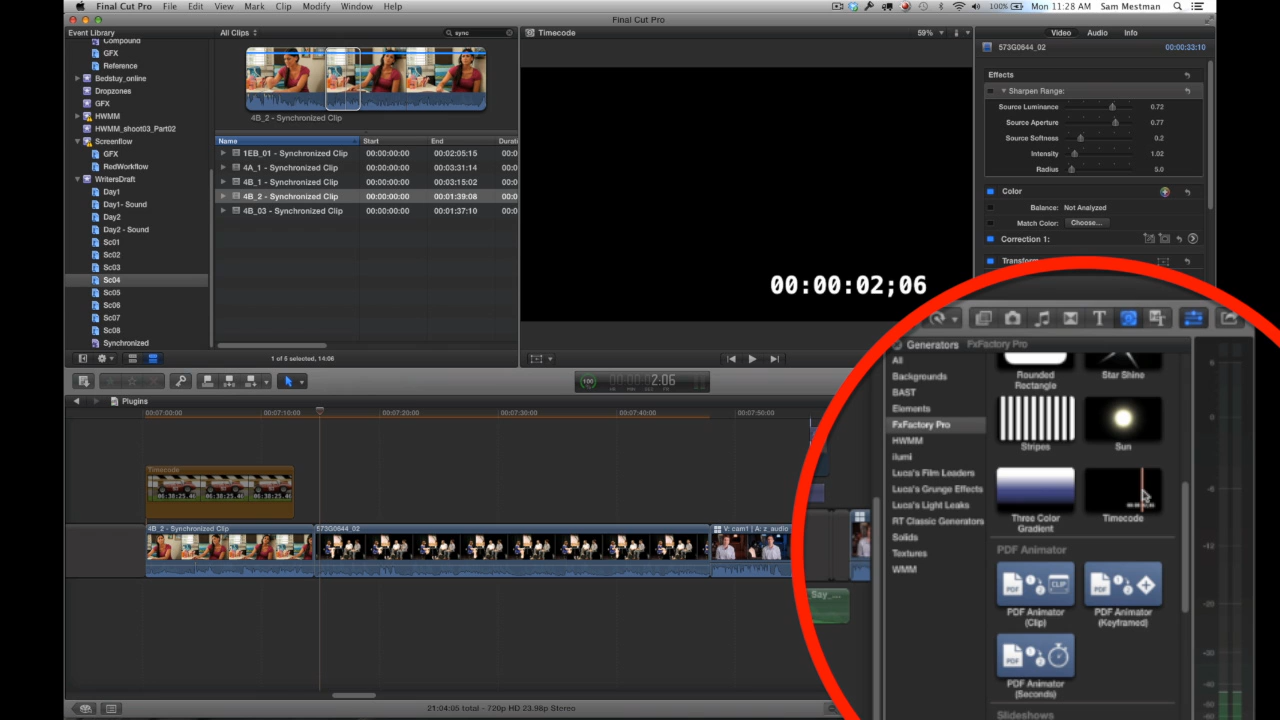 Final Cut Pro File Edit View Mark Clip Modify Window Help 100% Mon 11:28 AM Sam Mestman
Final Cut Pro
Event Library All Clips sync Timecode 59% Video Audio Info
Compound
GFX
Reference
Bedstuy_online
Dropzones
GFX
HWMM
HWMM_shoot03_Part02
Screenflow
GFX
RedWorkflow
WritersDraft
Day1
Day1- Sound
Day2
Day2 - Sound
Sc01
Sc02
Sc03
Sc04
Sc05
Sc06
Sc07
Sc08
Synchronized
4B_2 - Synchronized Clip
Name Start End
1EB_01 - Synchronized Clip 00:00:00:00 00:02:05:15 00:0
4A_1 - Synchronized Clip 00:00:00:00 00:03:31:14 00:0
4B_1 - Synchronized Clip 00:00:00:00 00:03:15:02 00:0
4B_2 - Synchronized Clip 00:00:00:00 00:01:39:08 00:0
4B_03 - Synchronized Clip 00:00:00:00 00:01:37:10 00:0
1 of 5 selected, 14:06
00:00:02;06
573G0644_02 00:00:33:10
Effects
Sharpen Range:
Source Luminance 0.72
Source Aperture 0.77
Source Softness 0.2
Intensity 1.02
Radius 5.0
Color
Balance: Not Analyzed
Match Color: Choose...
Correction 1:
Transform
100 2:06
Plugins
00:07:00:00 00:07:10:00 00:07:20:00 00:07:30:00 00:07:40:00 00:07:50:00
Timecode
4B_2 - Synchronized Clip 573G0644_02 V: cam1 | A: z_audio
21:04:05 total - 720p HD 23.98p Stereo
Generators FxFactory Pro
All
Backgrounds
BAST
Elements
FxFactory Pro
HWMM
ilumi
Luca's Film Leaders
Luca's Grunge Effects
Luca's Light Leaks
RT Classic Generators
Solids
Textures
WMM
Rounded
Rectangle
Star Shine
Stripes
Sun
Three Color
Gradient
Timecode
PDF Animator
PDF Animator
(Clip)
PDF Animator
(Keyframed)
PDF Animator
(Seconds)
Slideshows